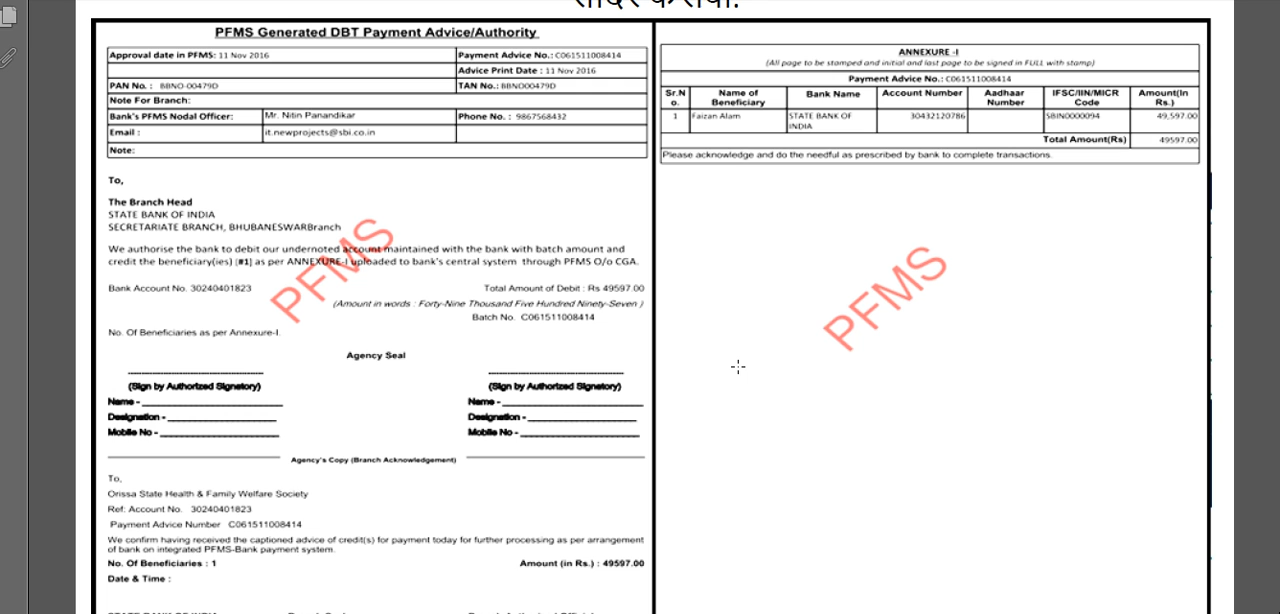 PFMS Generated DBT Payment Advice/Authority
Approval date in PFMS: 11 Nov 2016 Payment Advice No.: C061511008414
Advice Print Date : 11 Nov 2016
PAN No. : BBNO-00479D TAN No.: BBNO00479D
Note For Branch:
Bank's PFMS Nodal Officer: Mr. Nitin Panandikar Phone No. : 9867568432
Email : it.newprojects@sbi.co.in
Note:
To,
The Branch Head
STATE BANK OF INDIA
SECRETARIATE BRANCH, BHUBANESWARBranch
We authorise the bank to debit our undernoted account maintained with the bank with batch amount and
credit the beneficiary(ies) [#1] as per ANNEXURE-I uploaded to bank's central system through PFMS O/o CGA.
Bank Account No. 30240401823 Total Amount of Debit : Rs 49597.00
(Amount in words : Forty-Nine Thousand Five Hundred Ninety-Seven )
Batch No. C061511008414
No. Of Beneficiaries as per Annexure-I.
Agency Seal
(Sign by Authorized Signatory) (Sign by Authorized Signatory)
Name - Name -
Designation - Designation -
Mobile No - Mobile No -
Agency's Copy (Branch Acknowledgement)
To,
Orissa State Health & Family Welfare Society
Ref: Account No. 30240401823
Payment Advice Number C061511008414
We confirm having received the captioned advice of credit(s) for payment today for further processing as per arrangement
of bank on integrated PFMS-Bank payment system.
No. Of Beneficiaries : 1 Amount (in Rs.) : 49597.00
Date & Time :
PFMS
ANNEXURE -I
(All page to be stamped and initial and last page to be signed in FULL with stamp)
Payment Advice No.: C061511008414
Sr.N o. Name of Beneficiary Bank Name Account Number Aadhaar Number IFSC/IIN/MICR Code Amount(In Rs.)
1 Faizan Alam STATE BANK OF INDIA 30432120786 SBIN0000094 49,597.00
Total Amount(Rs) 49597.00
Please acknowledge and do the needful as prescribed by bank to complete transactions.
PFMS